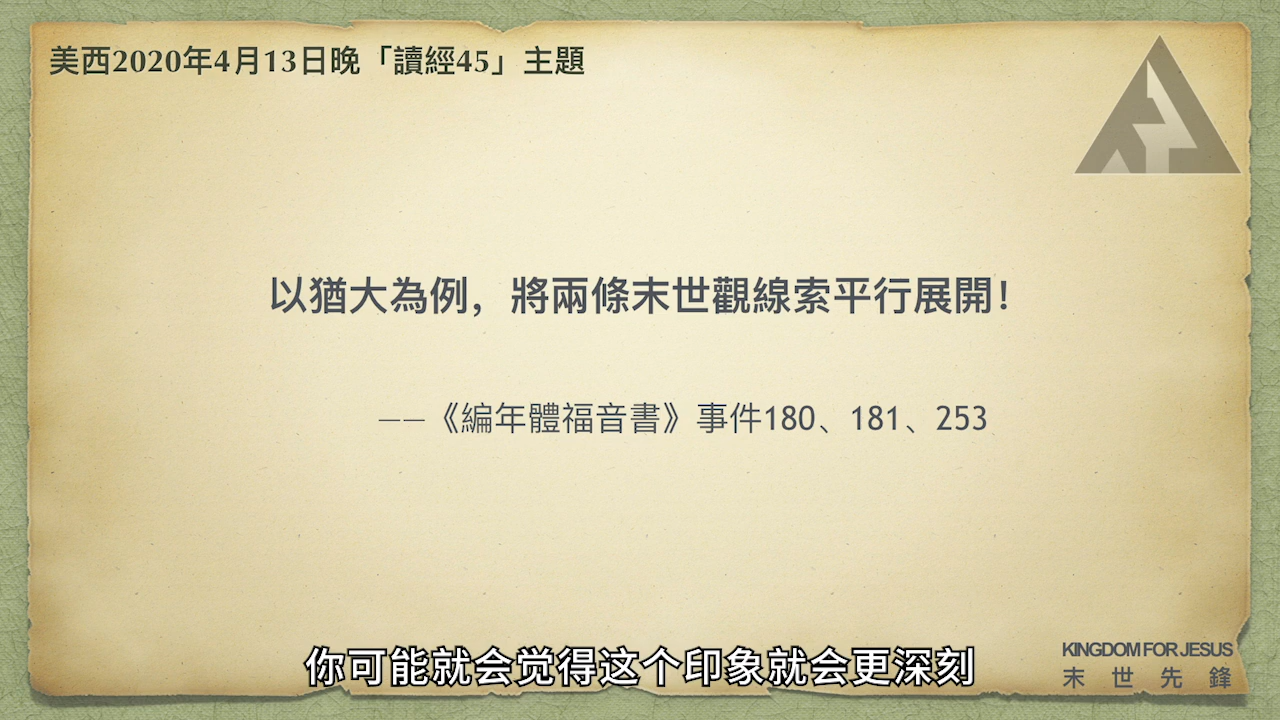 美西2020年4月13日晚「讀經45」主題
以猶大為例，將兩條末世觀線索平行展開！
——《編年體福音書》事件180、181、253
你可能就会觉得这个印象就会更深刻
KINGDOM FOR JESUS
末世先鋒